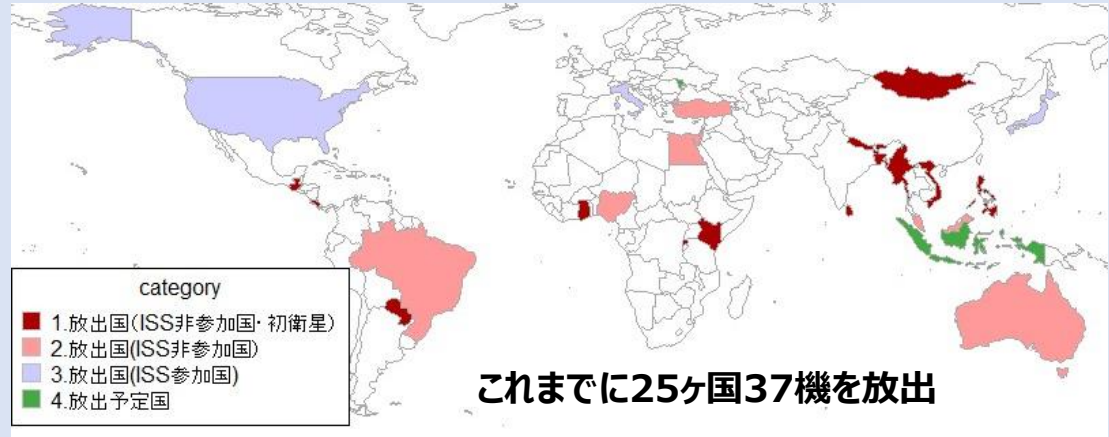 category
1.放出国(ISS非参加国・初衛星)
2.放出国(ISS非参加国)
3.放出国(ISS参加国)
4.放出予定国
これまでに25ヶ国37機を放出